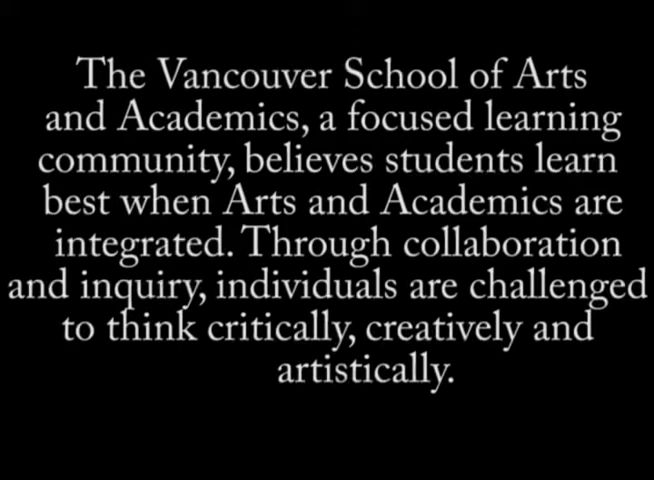 The Vancouver School of Arts
and Academics, a focused learning
community, believes students learn
best when Arts and Academics are
integrated. Through collaboration
and inquiry, individuals are challenged
to think critically, creatively and
artistically.